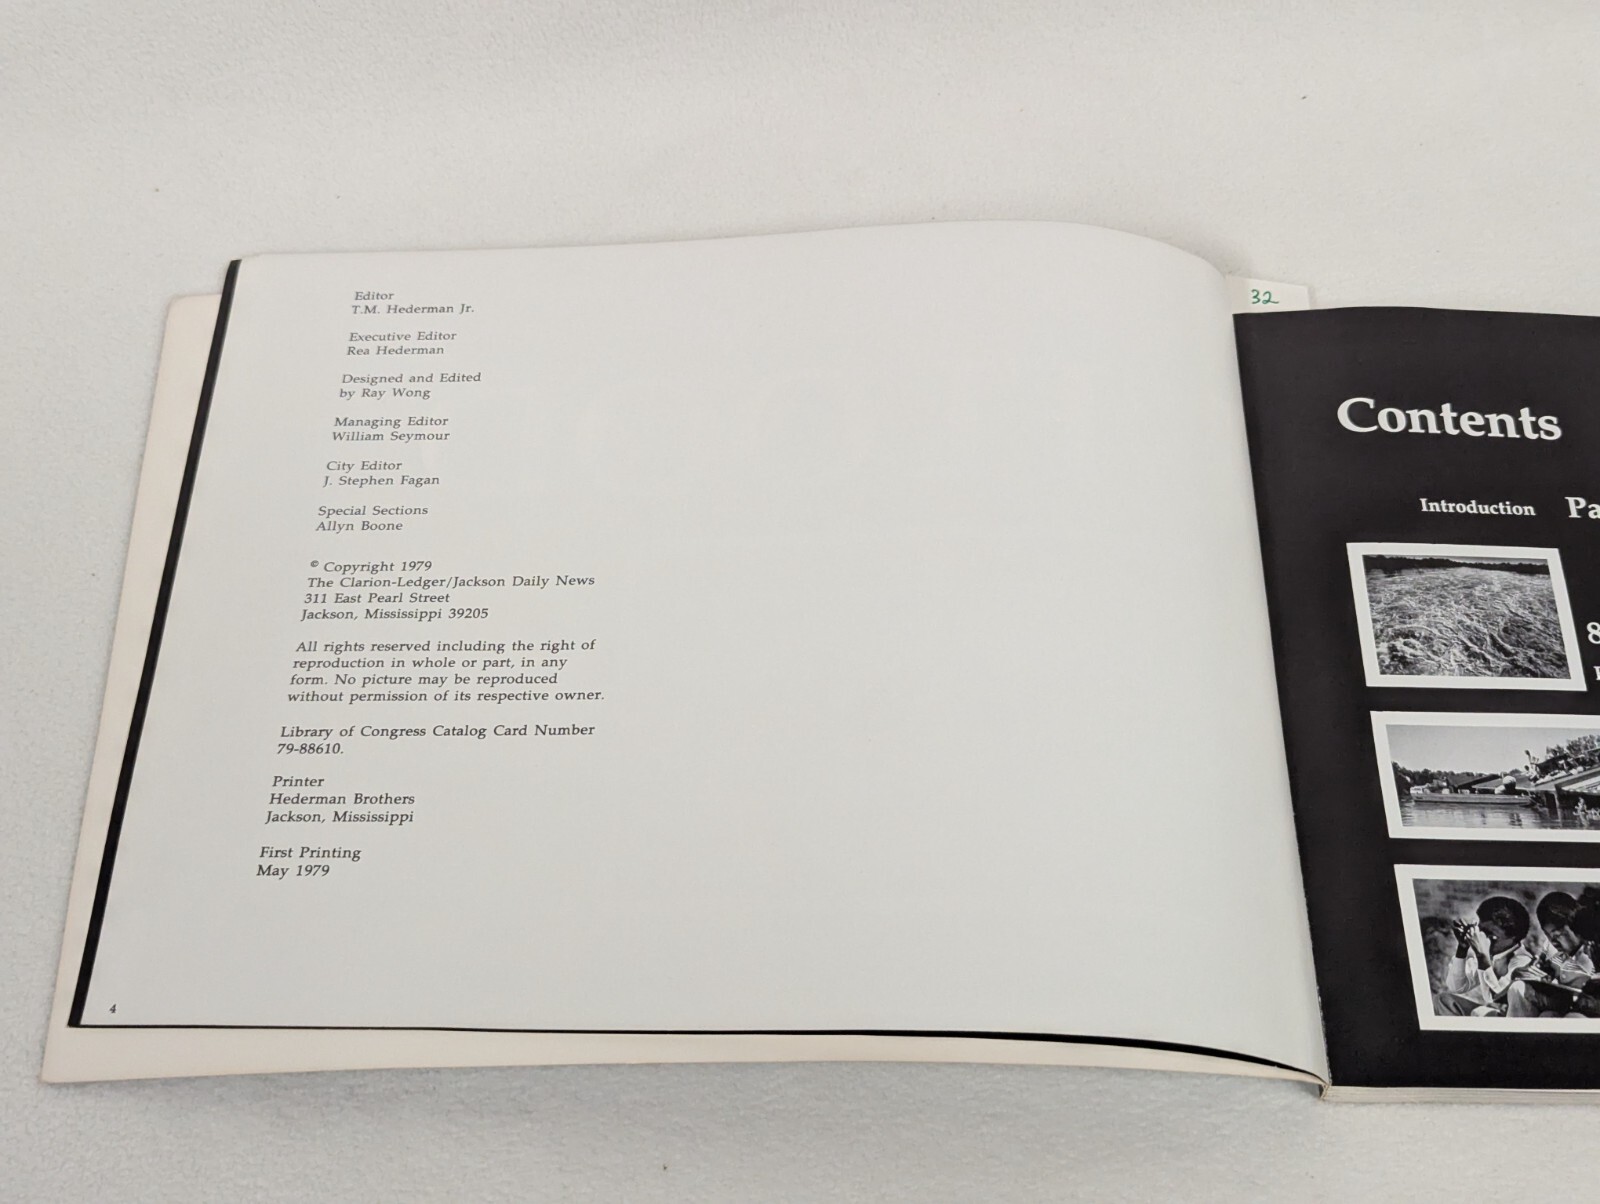 Editor
T.M. Hederman Jr.
Executive Editor
Rea Hederman
Designed and Edited
by Ray Wong
Managing Editor
William Seymour
City Editor
J. Stephen Fagan
Special Sections
Allyn Boone
© Copyright 1979
The Clarion-Ledger/Jackson Daily News
311 East Pearl Street
Jackson, Mississippi 39205
All rights reserved including the right of
reproduction in whole or part, in any
form. No picture may be reproduced
without permission of its respective owner.
Library of Congress Catalog Card Number
79-88610.
Printer
Hederman Brothers
Jackson, Mississippi
First Printing
May 1979
4
32
Contents
Introduction Pa
8